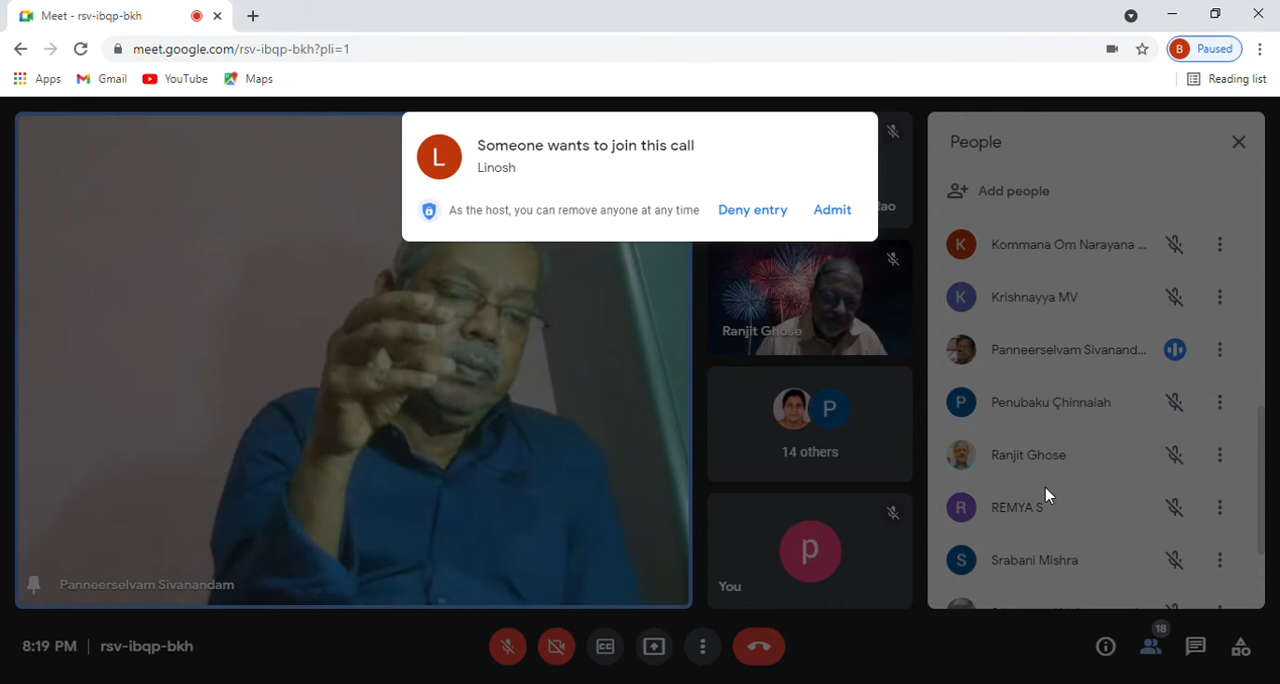 Meet - rsv-ibqp-bkh
meet.google.com/rsv-ibqp-bkh?pli=1
B Paused
Apps Gmail YouTube Maps
Reading list
L
Someone wants to join this call
Linosh
As the host, you can remove anyone at any time
Deny entry Admit
ao
Ranjit Ghose
P
14 others
p
You
Panneerselvam Sivanandam
People
Add people
K Kommana Om Narayana ...
K Krishnayya MV
Panneerselvam Sivanand...
P Penubaku Çhinnaiah
Ranjit Ghose
R REMYA S
S Srabani Mishra
8:19 PM | rsv-ibqp-bkh
CC
18